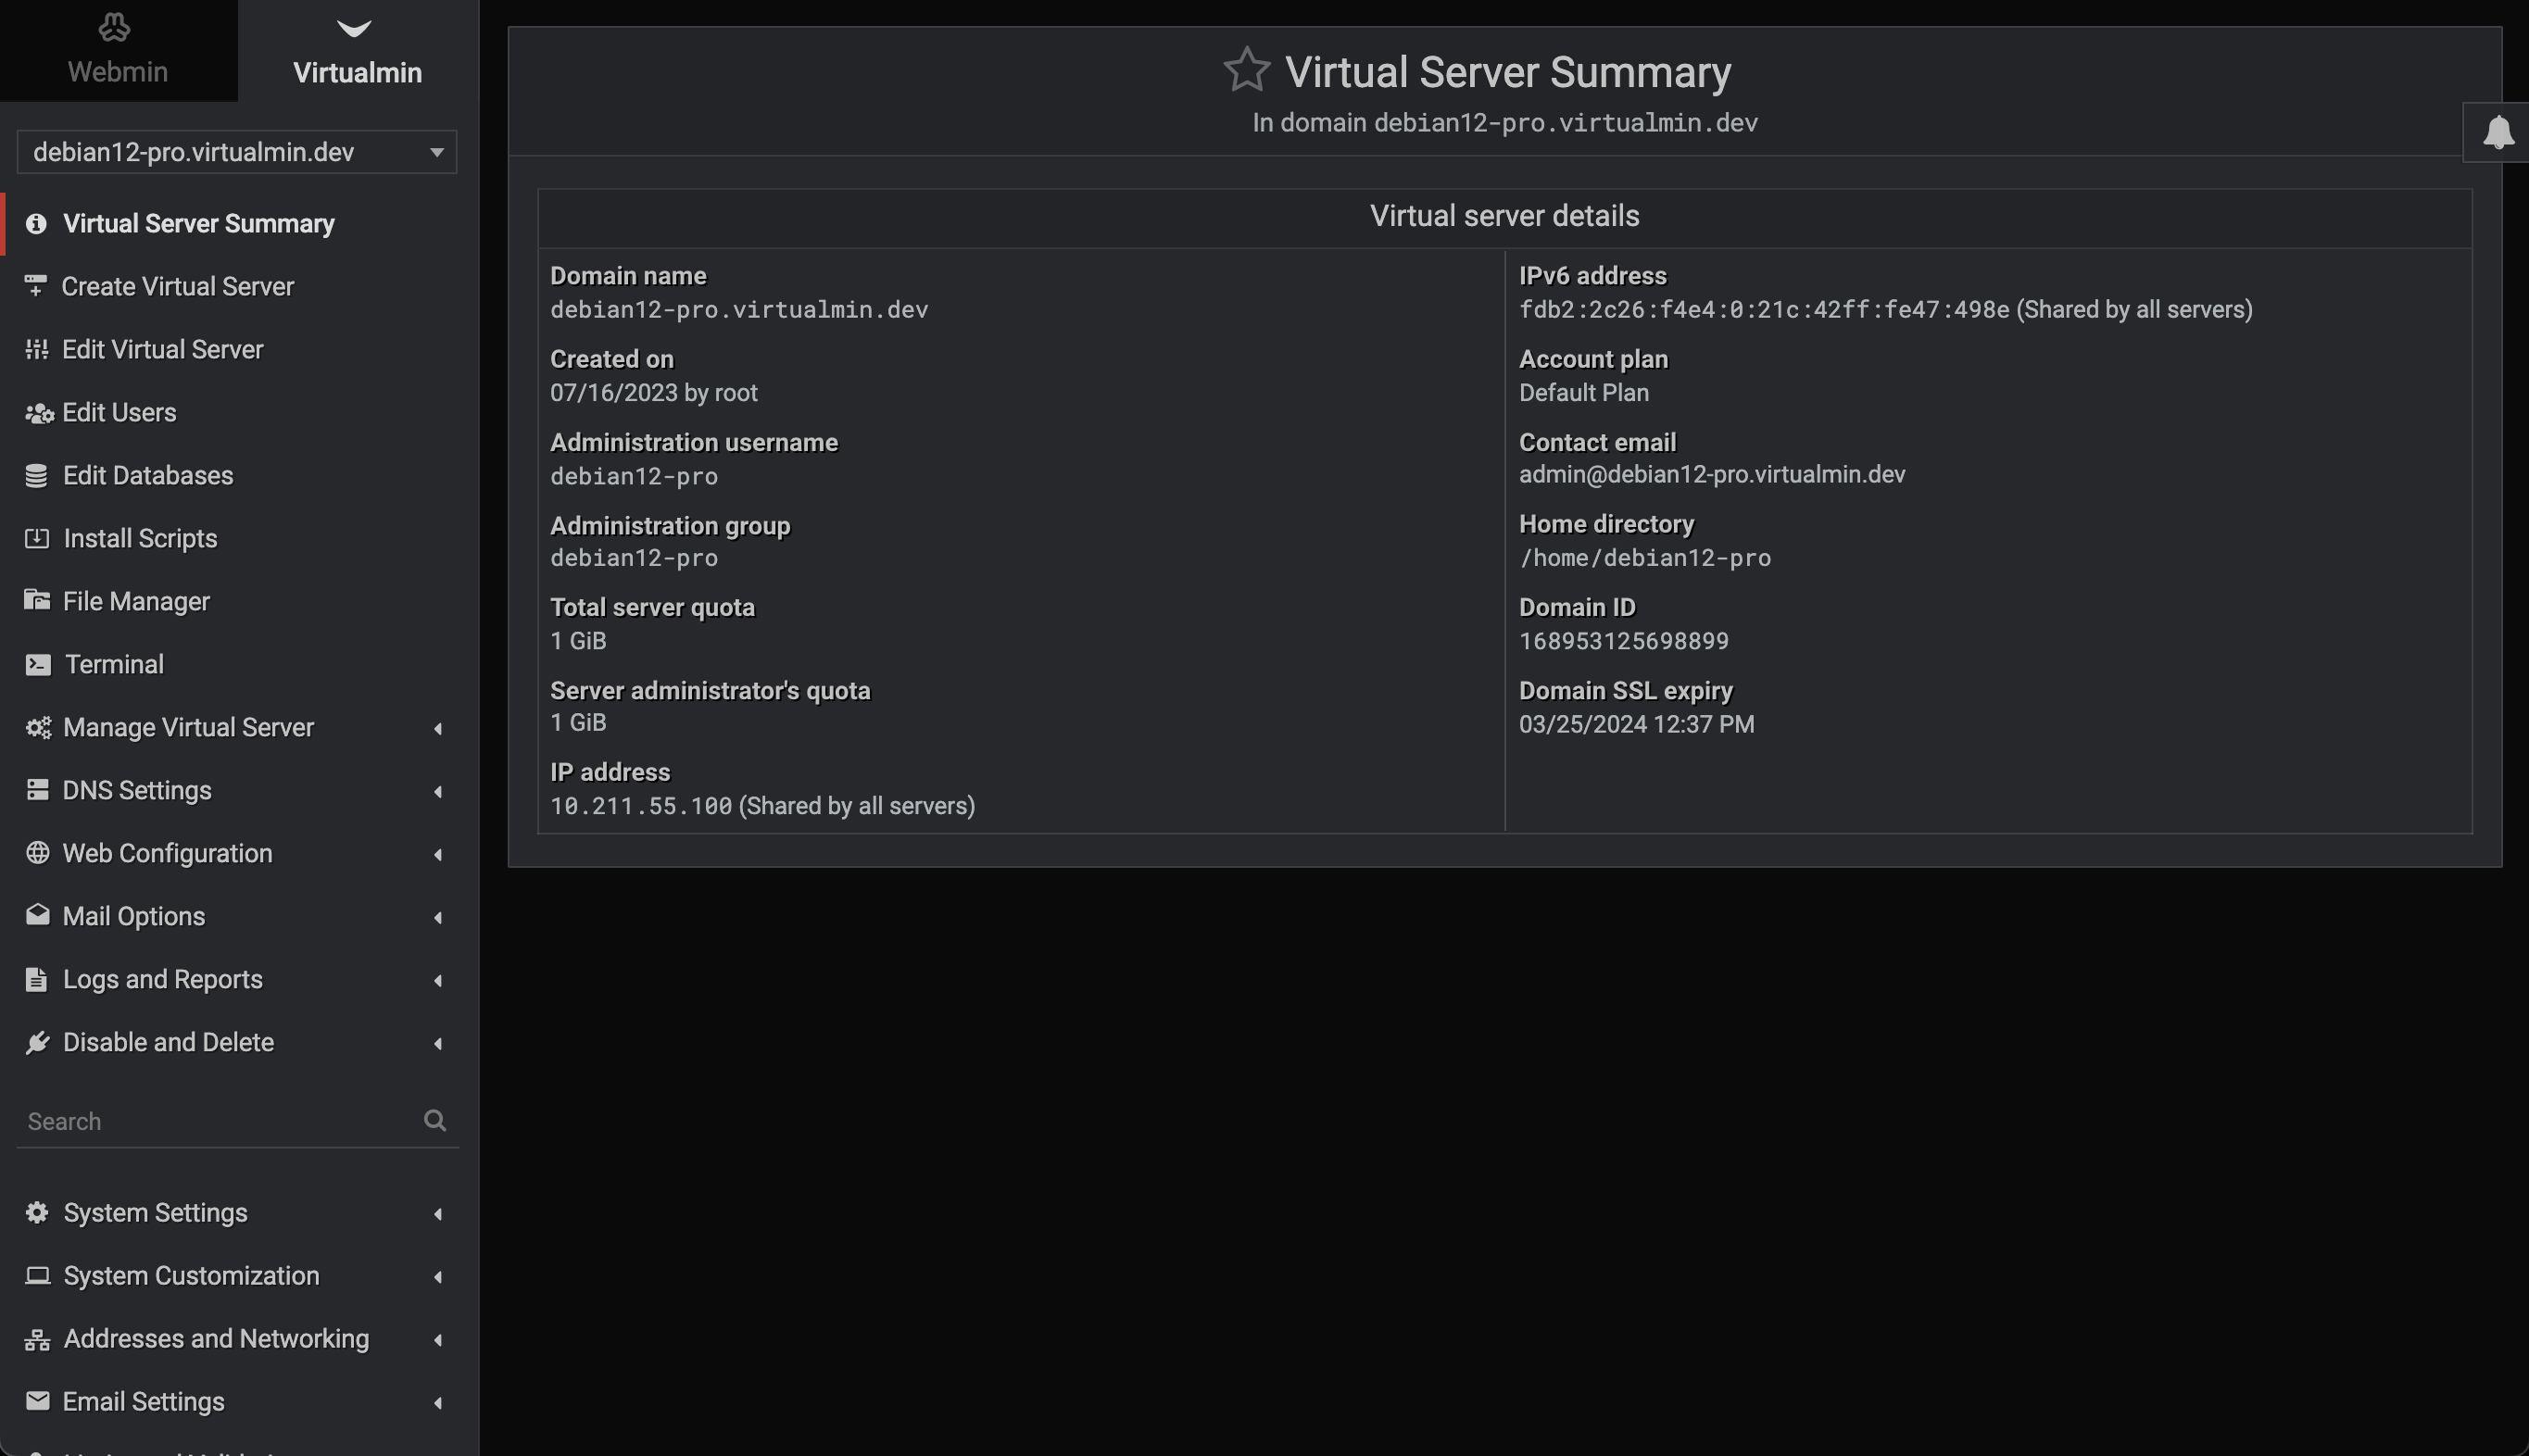 Webmin
Virtualmin
debian12-pro.virtualmin.dev
Virtual Server Summary
Create Virtual Server
Edit Virtual Server
Edit Users
Edit Databases
Install Scripts
File Manager
Terminal
Manage Virtual Server
DNS Settings
Web Configuration
Mail Options
Logs and Reports
Disable and Delete
Search
System Settings
System Customization
Addresses and Networking
Email Settings
Virtual Server Summary
In domain debian12-pro.virtualmin.dev
Virtual server details
Domain name
debian12-pro.virtualmin.dev
Created on
07/16/2023 by root
Administration username
debian12-pro
Administration group
debian12-pro
Total server quota
1 GiB
Server administrator's quota
1 GiB
IP address
10.211.55.100 (Shared by all servers)
IPv6 address
fdb2:2c26:f4e4:0:21c:42ff:fe47:498e (Shared by all servers)
Account plan
Default Plan
Contact email
admin@debian12-pro.virtualmin.dev
Home directory
/home/debian12-pro
Domain ID
168953125698899
Domain SSL expiry
03/25/2024 12:37 PM